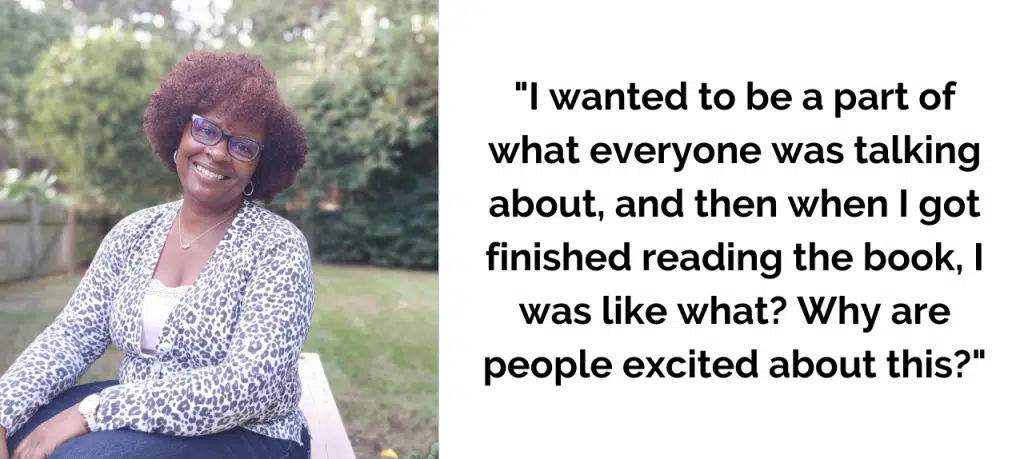 "I wanted to be a part of
what everyone was talking
about, and then when I got
finished reading the book, I
was like what? Why are
people excited about this?"